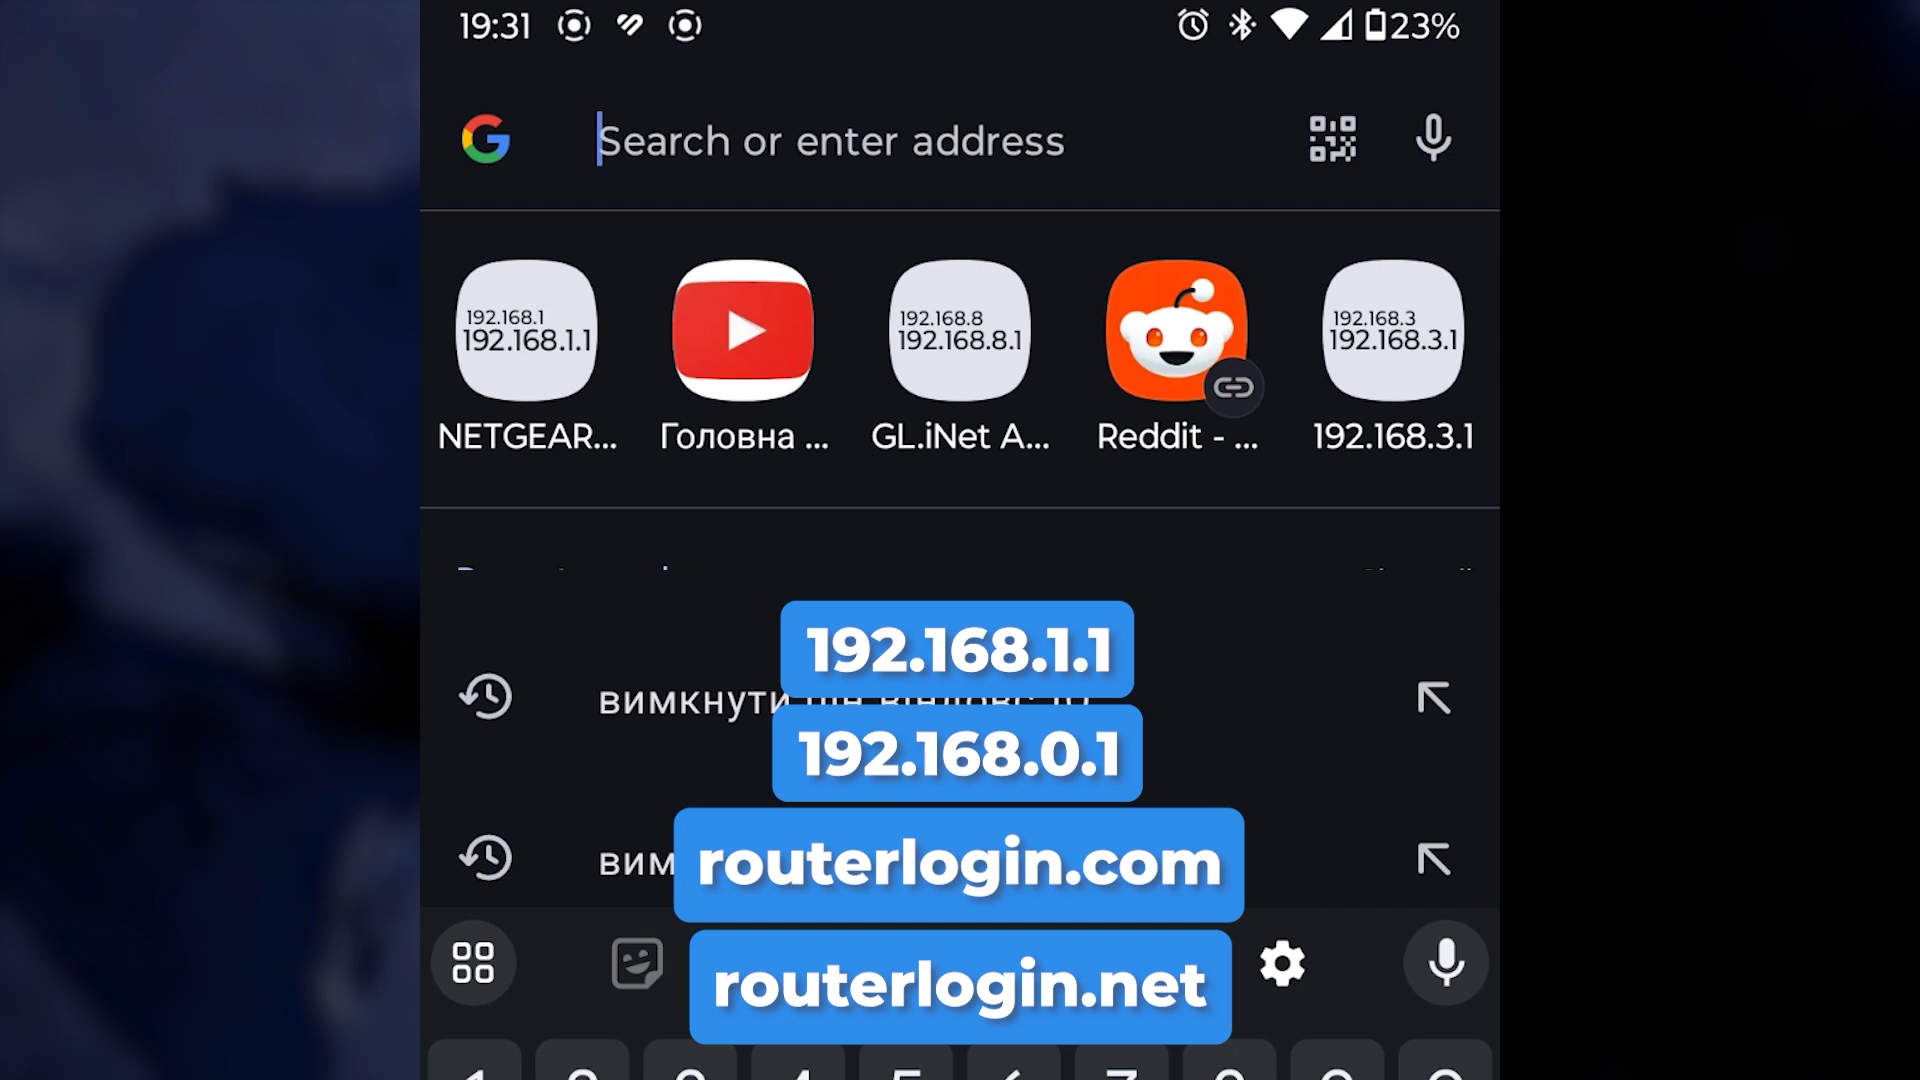 19:31
23%
Search or enter address
192.168.1
192.168.1.1
192.168.8
192.168.8.1
192.168.3
192.168.3.1
NETGEAR...
Головна ...
GL.iNet A...
Reddit - ...
192.168.3.1
192.168.1.1
вимкнути
192.168.0.1
routerlogin.com
вим
routerlogin.net